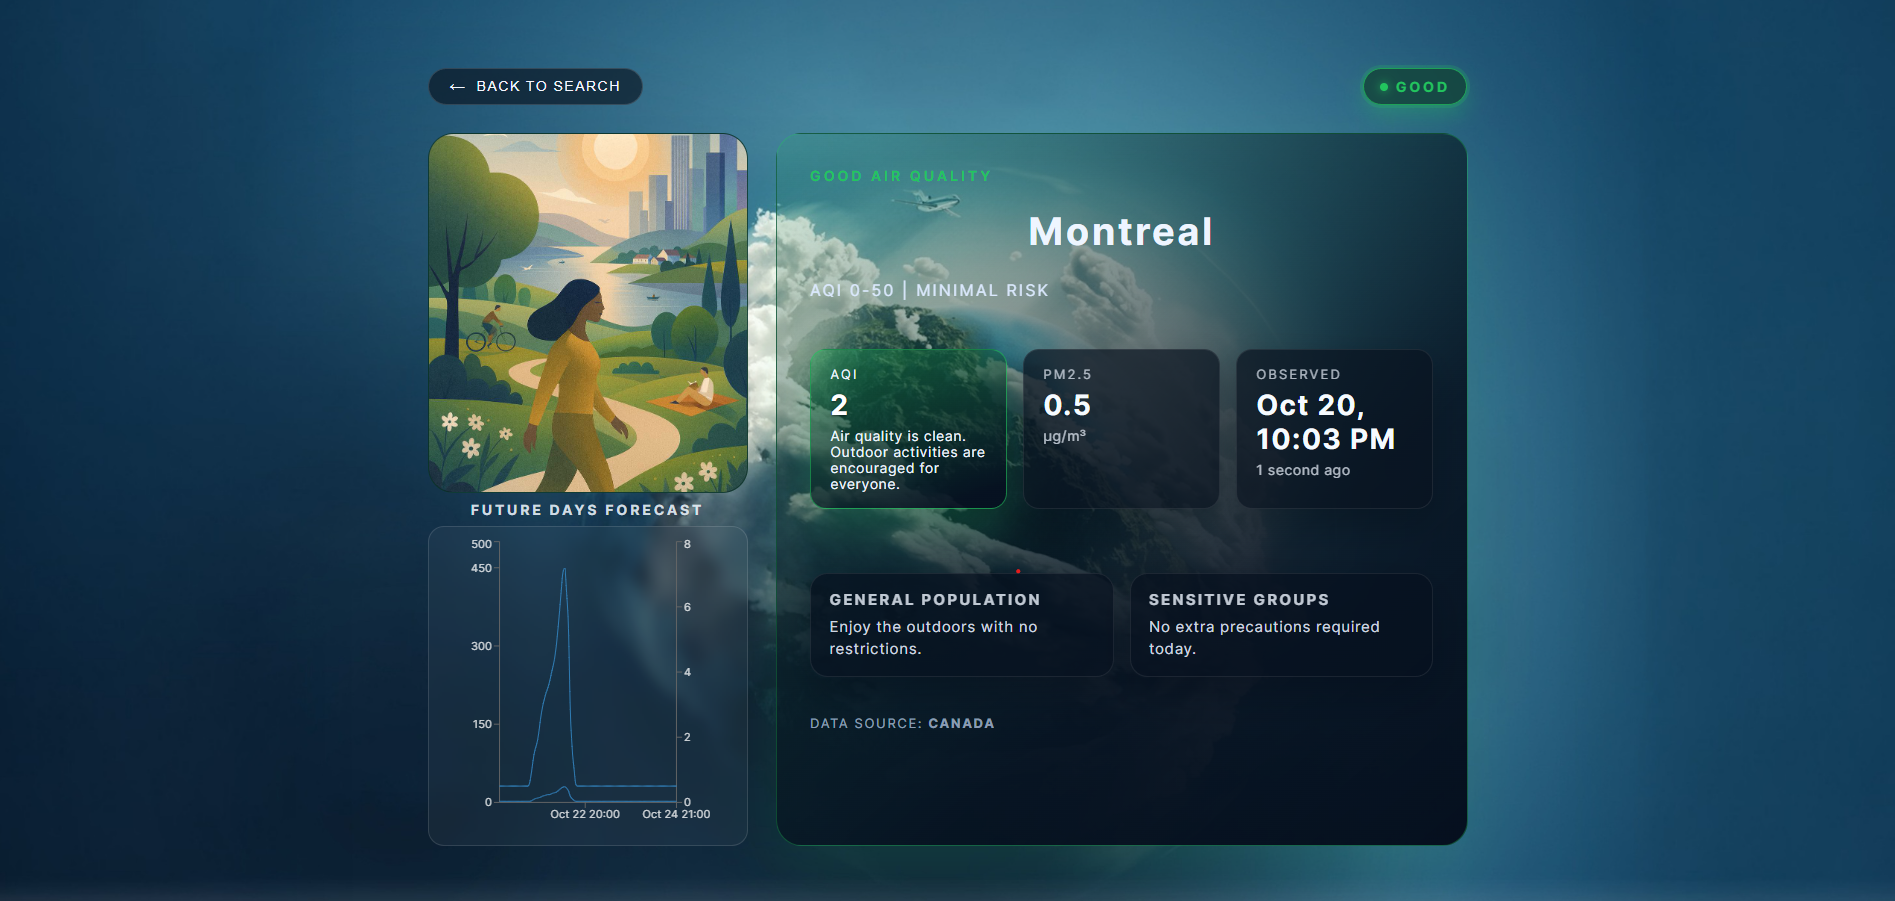 ← BACK TO SEARCH
GOOD
GOOD AIR QUALITY
Montreal
AQI 0-50 | MINIMAL RISK
AQI
2
Air quality is clean.
Outdoor activities are
encouraged for
everyone.
PM2.5
0.5
µg/m³
OBSERVED
Oct 20,
10:03 PM
1 second ago
FUTURE DAYS FORECAST
500
450
300
150
0
8
6
4
2
0
Oct 22 20:00
Oct 24 21:00
GENERAL POPULATION
Enjoy the outdoors with no
restrictions.
SENSITIVE GROUPS
No extra precautions required
today.
DATA SOURCE: CANADA